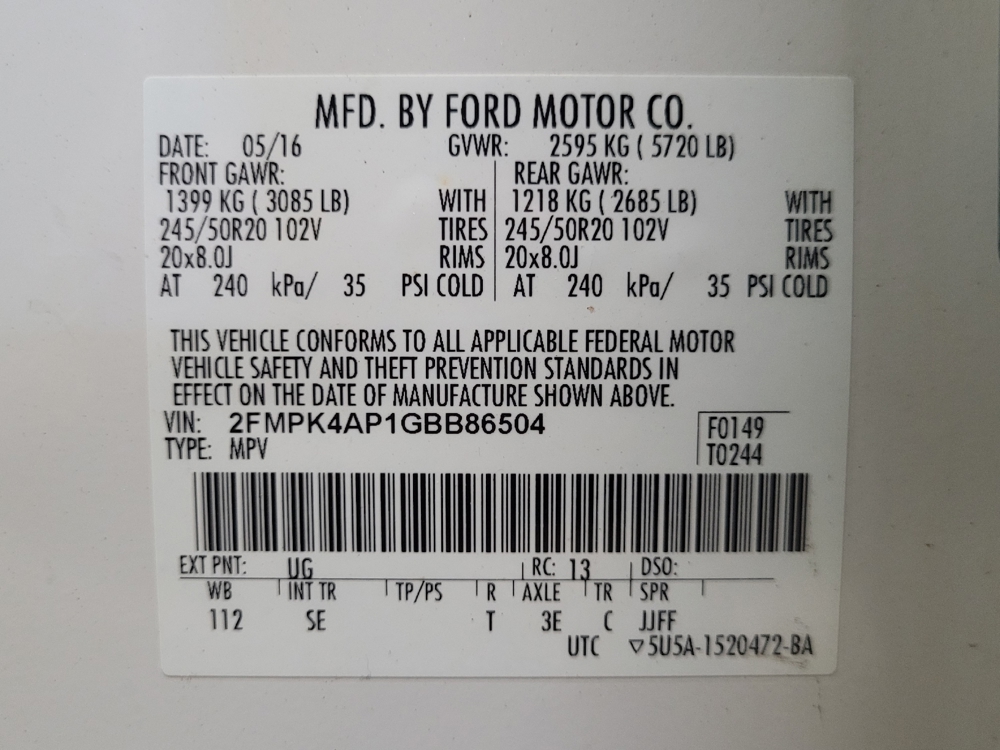 MFD. BY FORD MOTOR CO.
DATE: 05/16 GVWR: 2595 KG ( 5720 LB)
FRONT GAWR: REAR GAWR:
1399 KG ( 3085 LB) WITH 1218 KG ( 2685 LB) WITH
245/50R20 102V TIRES 245/50R20 102V TIRES
20x8.0J RIMS 20x8.0J RIMS
AT 240 kPa/ 35 PSI COLD AT 240 kPa/ 35 PSI COLD
THIS VEHICLE CONFORMS TO ALL APPLICABLE FEDERAL MOTOR
VEHICLE SAFETY AND THEFT PREVENTION STANDARDS IN
EFFECT ON THE DATE OF MANUFACTURE SHOWN ABOVE.
VIN: 2FMPK4AP1GBB86504 F0149
TYPE: MPV T0244
EXT PNT: UG RC: 13 DSO:
WB INT TR TP/PS R AXLE TR SPR
112 SE T 3E C JJFF
UTC ▽5U5A-1520472-BA